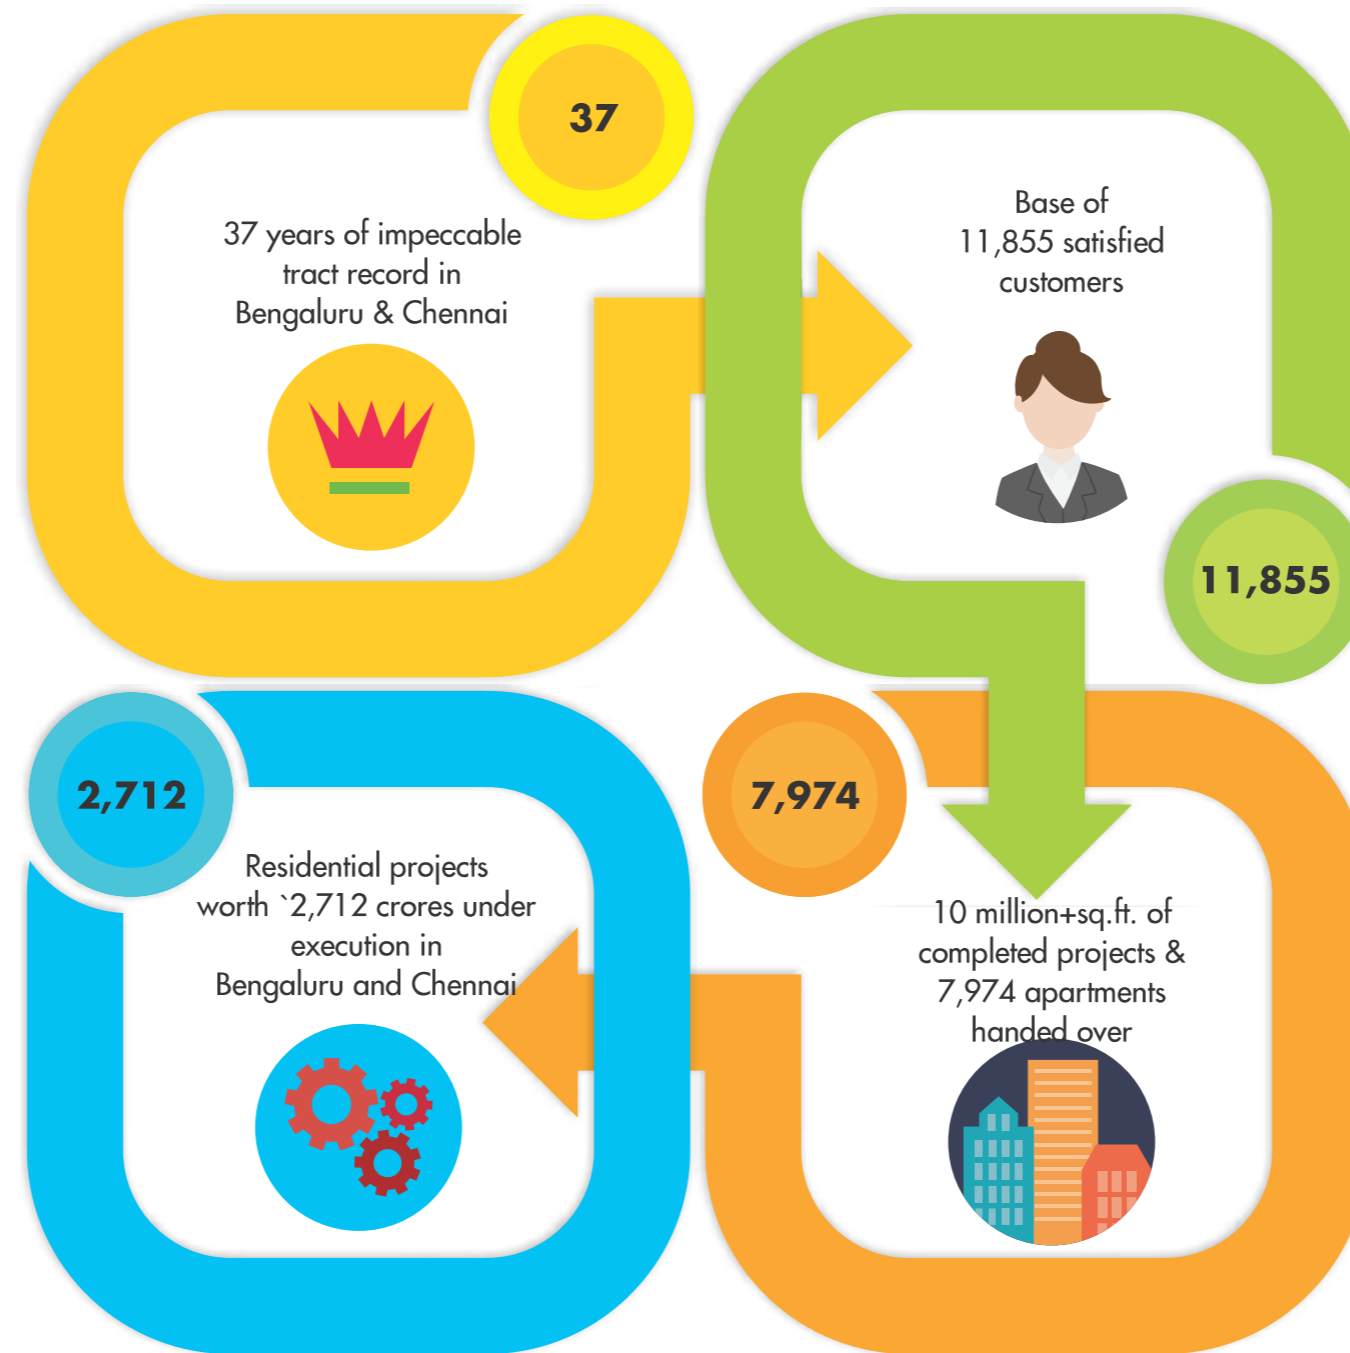 37
37 years of impeccable
tract record in
Bengaluru & Chennai
Base of
11,855 satisfied
customers
11,855
7,974
10 million+sq.ft. of
completed projects &
7,974 apartments
handed over
2,712
Residential projects
worth `2,712 crores under
execution in
Bengaluru and Chennai